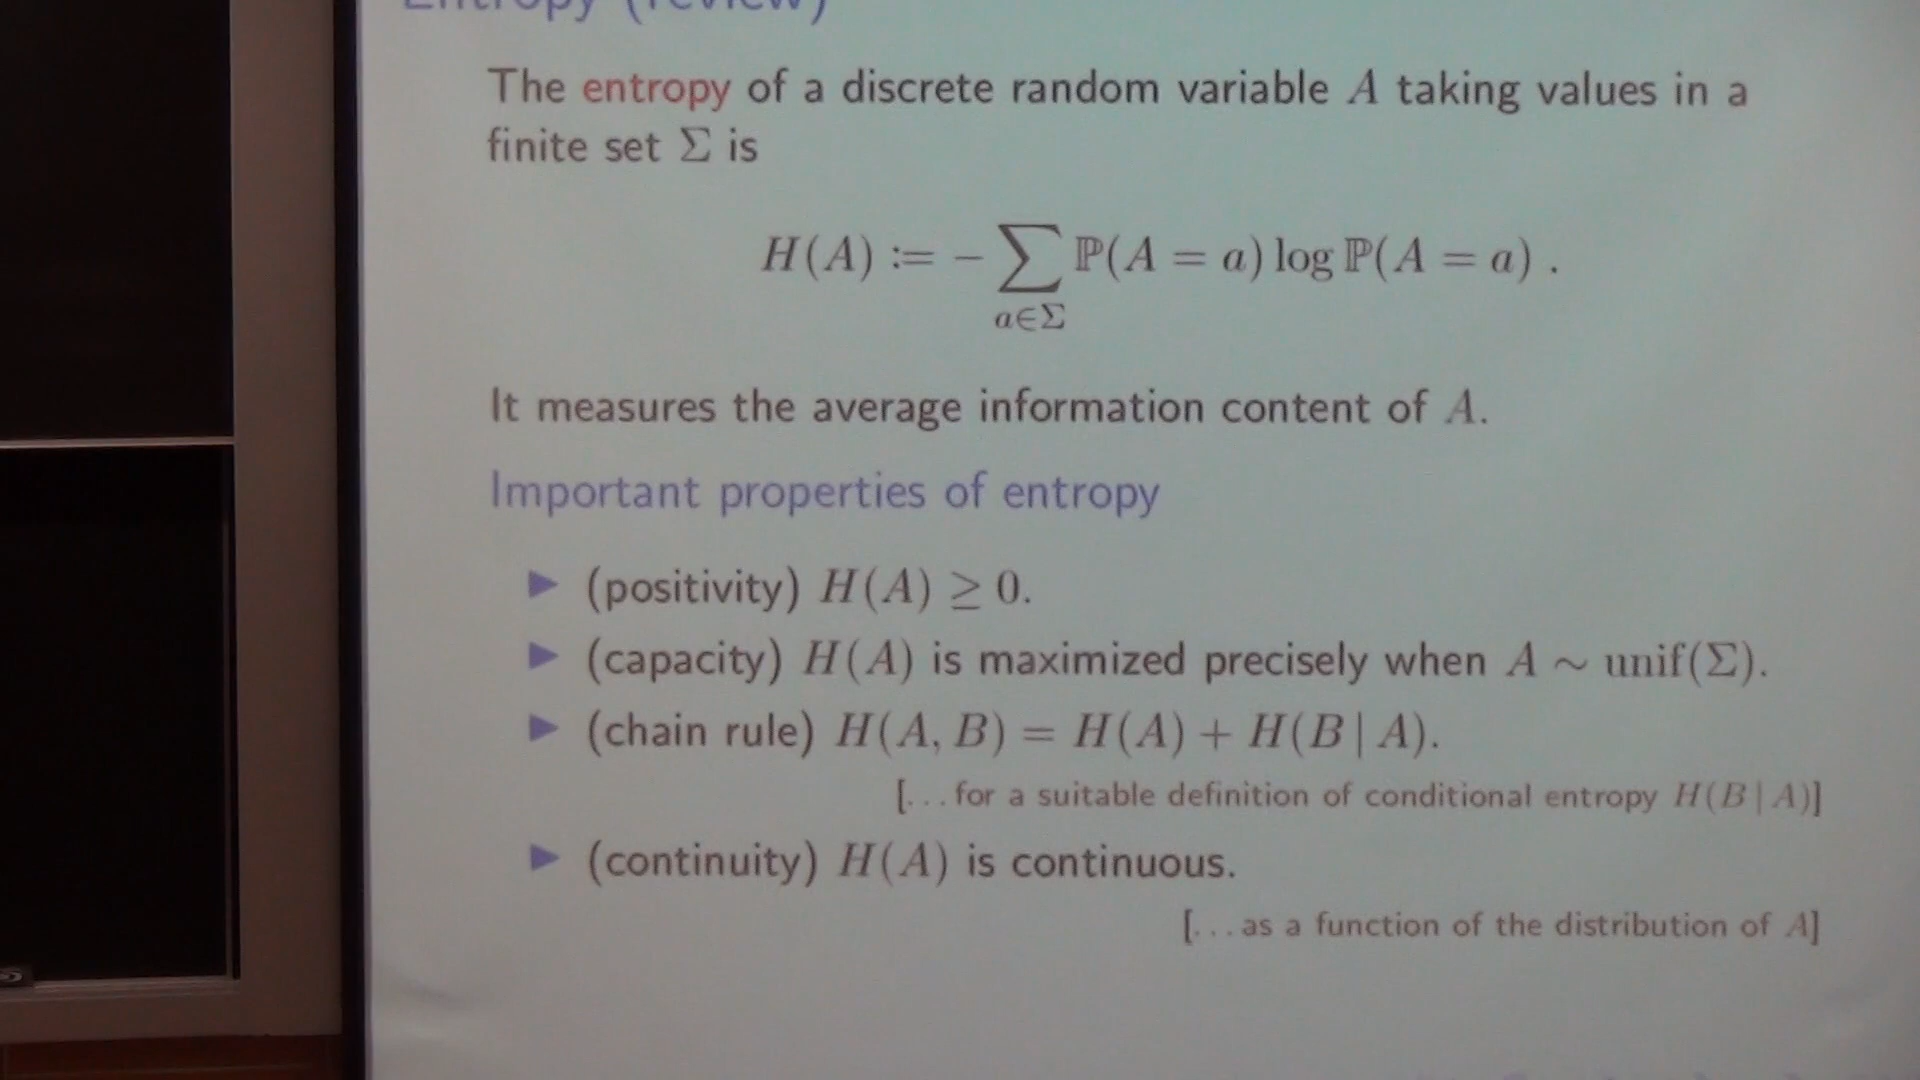 Entropy (review)
The entropy of a discrete random variable A taking values in a
finite set Σ is
H(A) := − ∑ ℙ(A = a) log ℙ(A = a) .
a∈Σ
It measures the average information content of A.
Important properties of entropy
▶ (positivity) H(A) ≥ 0.
▶ (capacity) H(A) is maximized precisely when A ∼ unif(Σ).
▶ (chain rule) H(A, B) = H(A) + H(B | A).
[. . . for a suitable definition of conditional entropy H(B | A)]
▶ (continuity) H(A) is continuous.
[. . . as a function of the distribution of A]